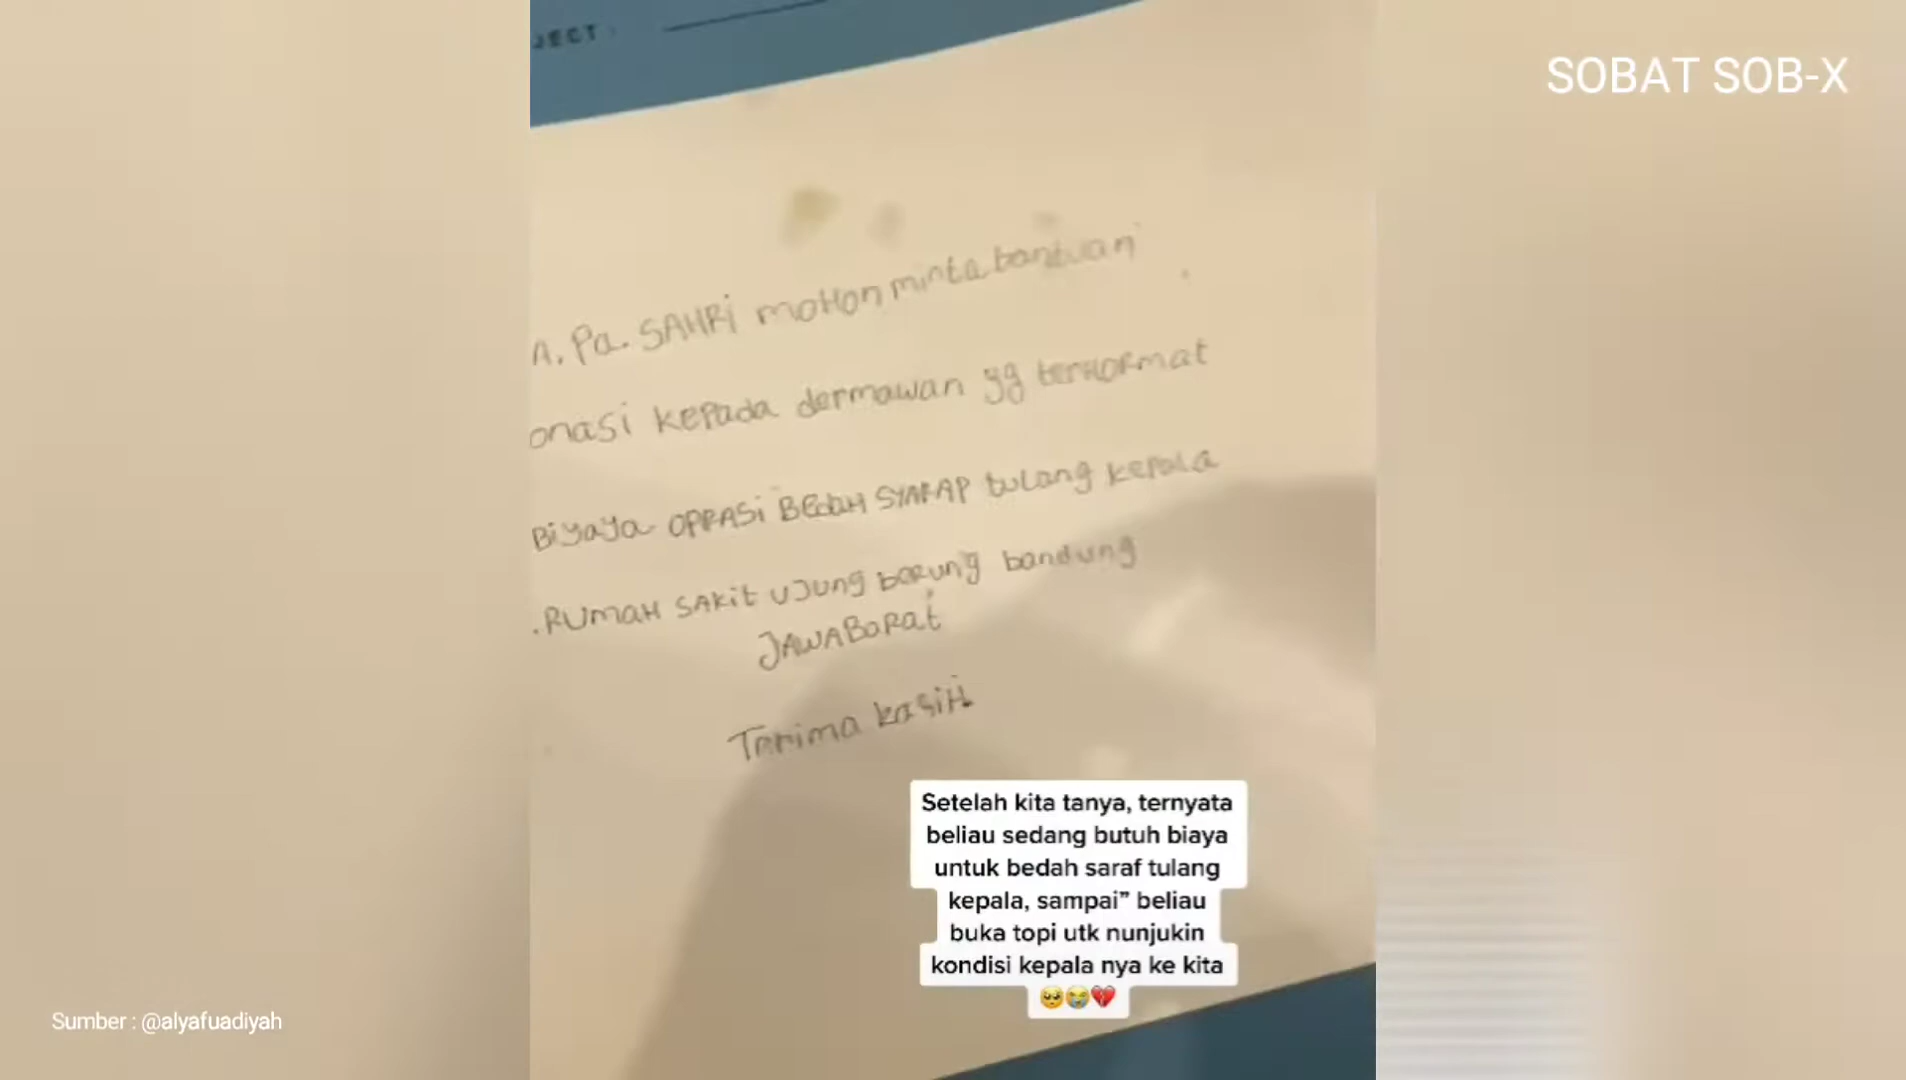 JECT :
SOBAT SOB-X
A. Pa. SAHRi moHon minta bantuan
onasi kepada dermawan yg terHormat
Biyaya OPRASi BedaH SYARAP tulang kepala
. RUmaH SAKit UJung berung bandung
JAWABaRat
Terima kasiH
Setelah kita tanya, ternyata
beliau sedang butuh biaya
untuk bedah saraf tulang
kepala, sampai” beliau
buka topi utk nunjukin
kondisi kepala nya ke kita
🥺😭💔
Sumber : @alyafuadiyah